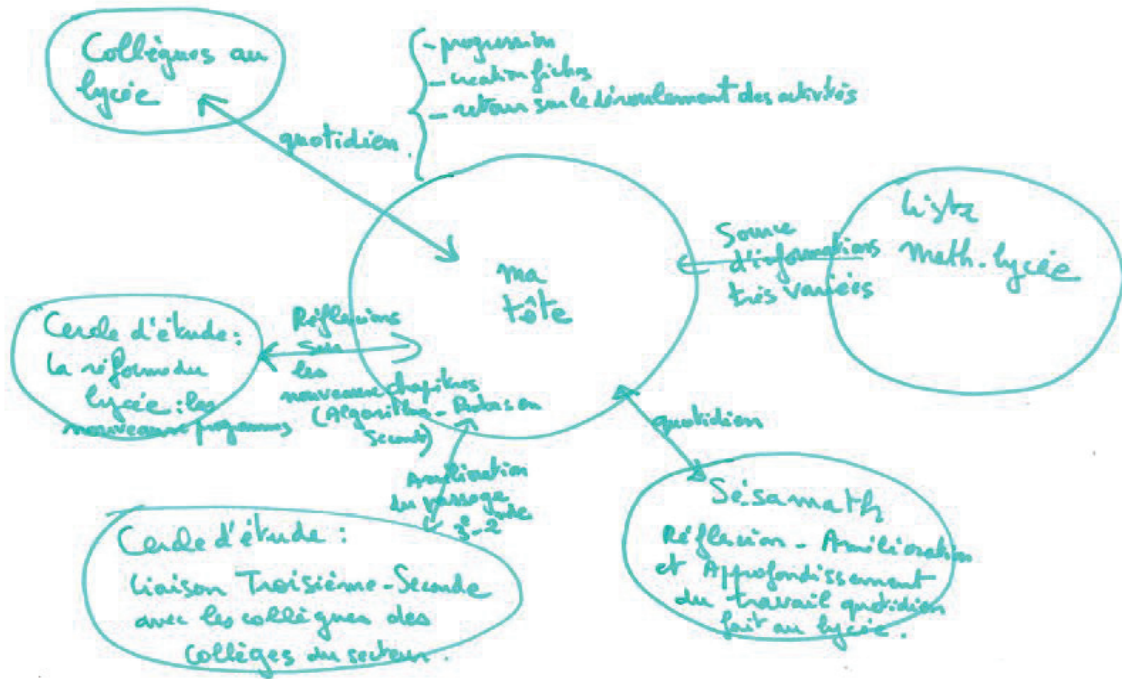 Collègues au
lycée
- progression
- création fiches
- retour sur le déroulement des activités
quotidien
ma
tête
Source
d'informations
très variées
Liste
Math-lycée
Cercle d'étude :
la réforme du
lycée : les
nouveaux programmes
Réflexions
sur
les
nouveaux chapitres
(Algorithme - Probas en
Seconde)
Amélioration
du passage
3e-2nde
Cercle d'étude :
Liaison Troisième-Seconde
avec les collègues des
collèges du secteur.
quotidien
Sésamath
Réflexion - Amélioration
et Approfondissement
du travail quotidien
fait au lycée.